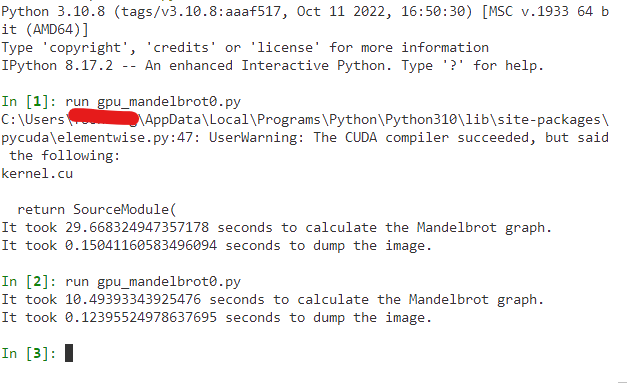 Python 3.10.8 (tags/v3.10.8:aaaf517, Oct 11 2022, 16:50:30) [MSC v.1933 64 b
it (AMD64)]
Type 'copyright', 'credits' or 'license' for more information
IPython 8.17.2 -- An enhanced Interactive Python. Type '?' for help.
In [1]: run gpu_mandelbrot0.py
C:\Users\ \AppData\Local\Programs\Python\Python310\lib\site-packages\
pycuda\elementwise.py:47: UserWarning: The CUDA compiler succeeded, but said
the following:
kernel.cu
return SourceModule(
It took 29.668324947357178 seconds to calculate the Mandelbrot graph.
It took 0.15041160583496094 seconds to dump the image.
In [2]: run gpu_mandelbrot0.py
It took 10.49393343925476 seconds to calculate the Mandelbrot graph.
It took 0.12395524978637695 seconds to dump the image.
In [3]: